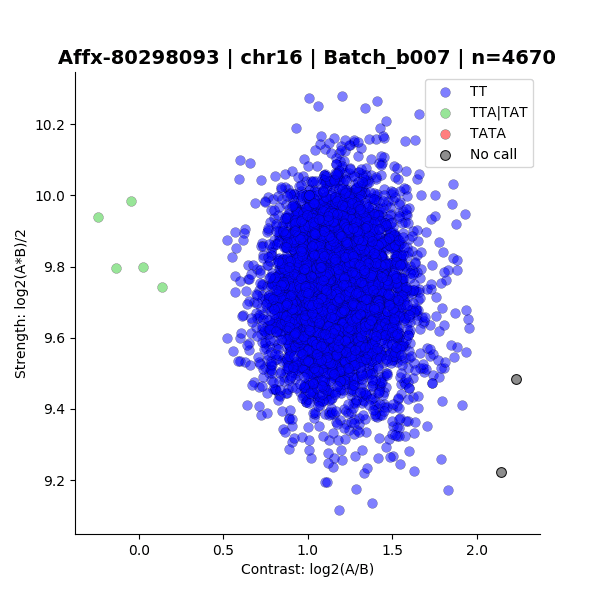 Affx-80298093 | chr16 | Batch_b007 | n=4670
TT
TTA|TAT
TATA
No call
10.2
10.0
9.8
9.6
9.4
9.2
Strength: log2(A*B)/2
0.0 0.5 1.0 1.5 2.0
Contrast: log2(A/B)